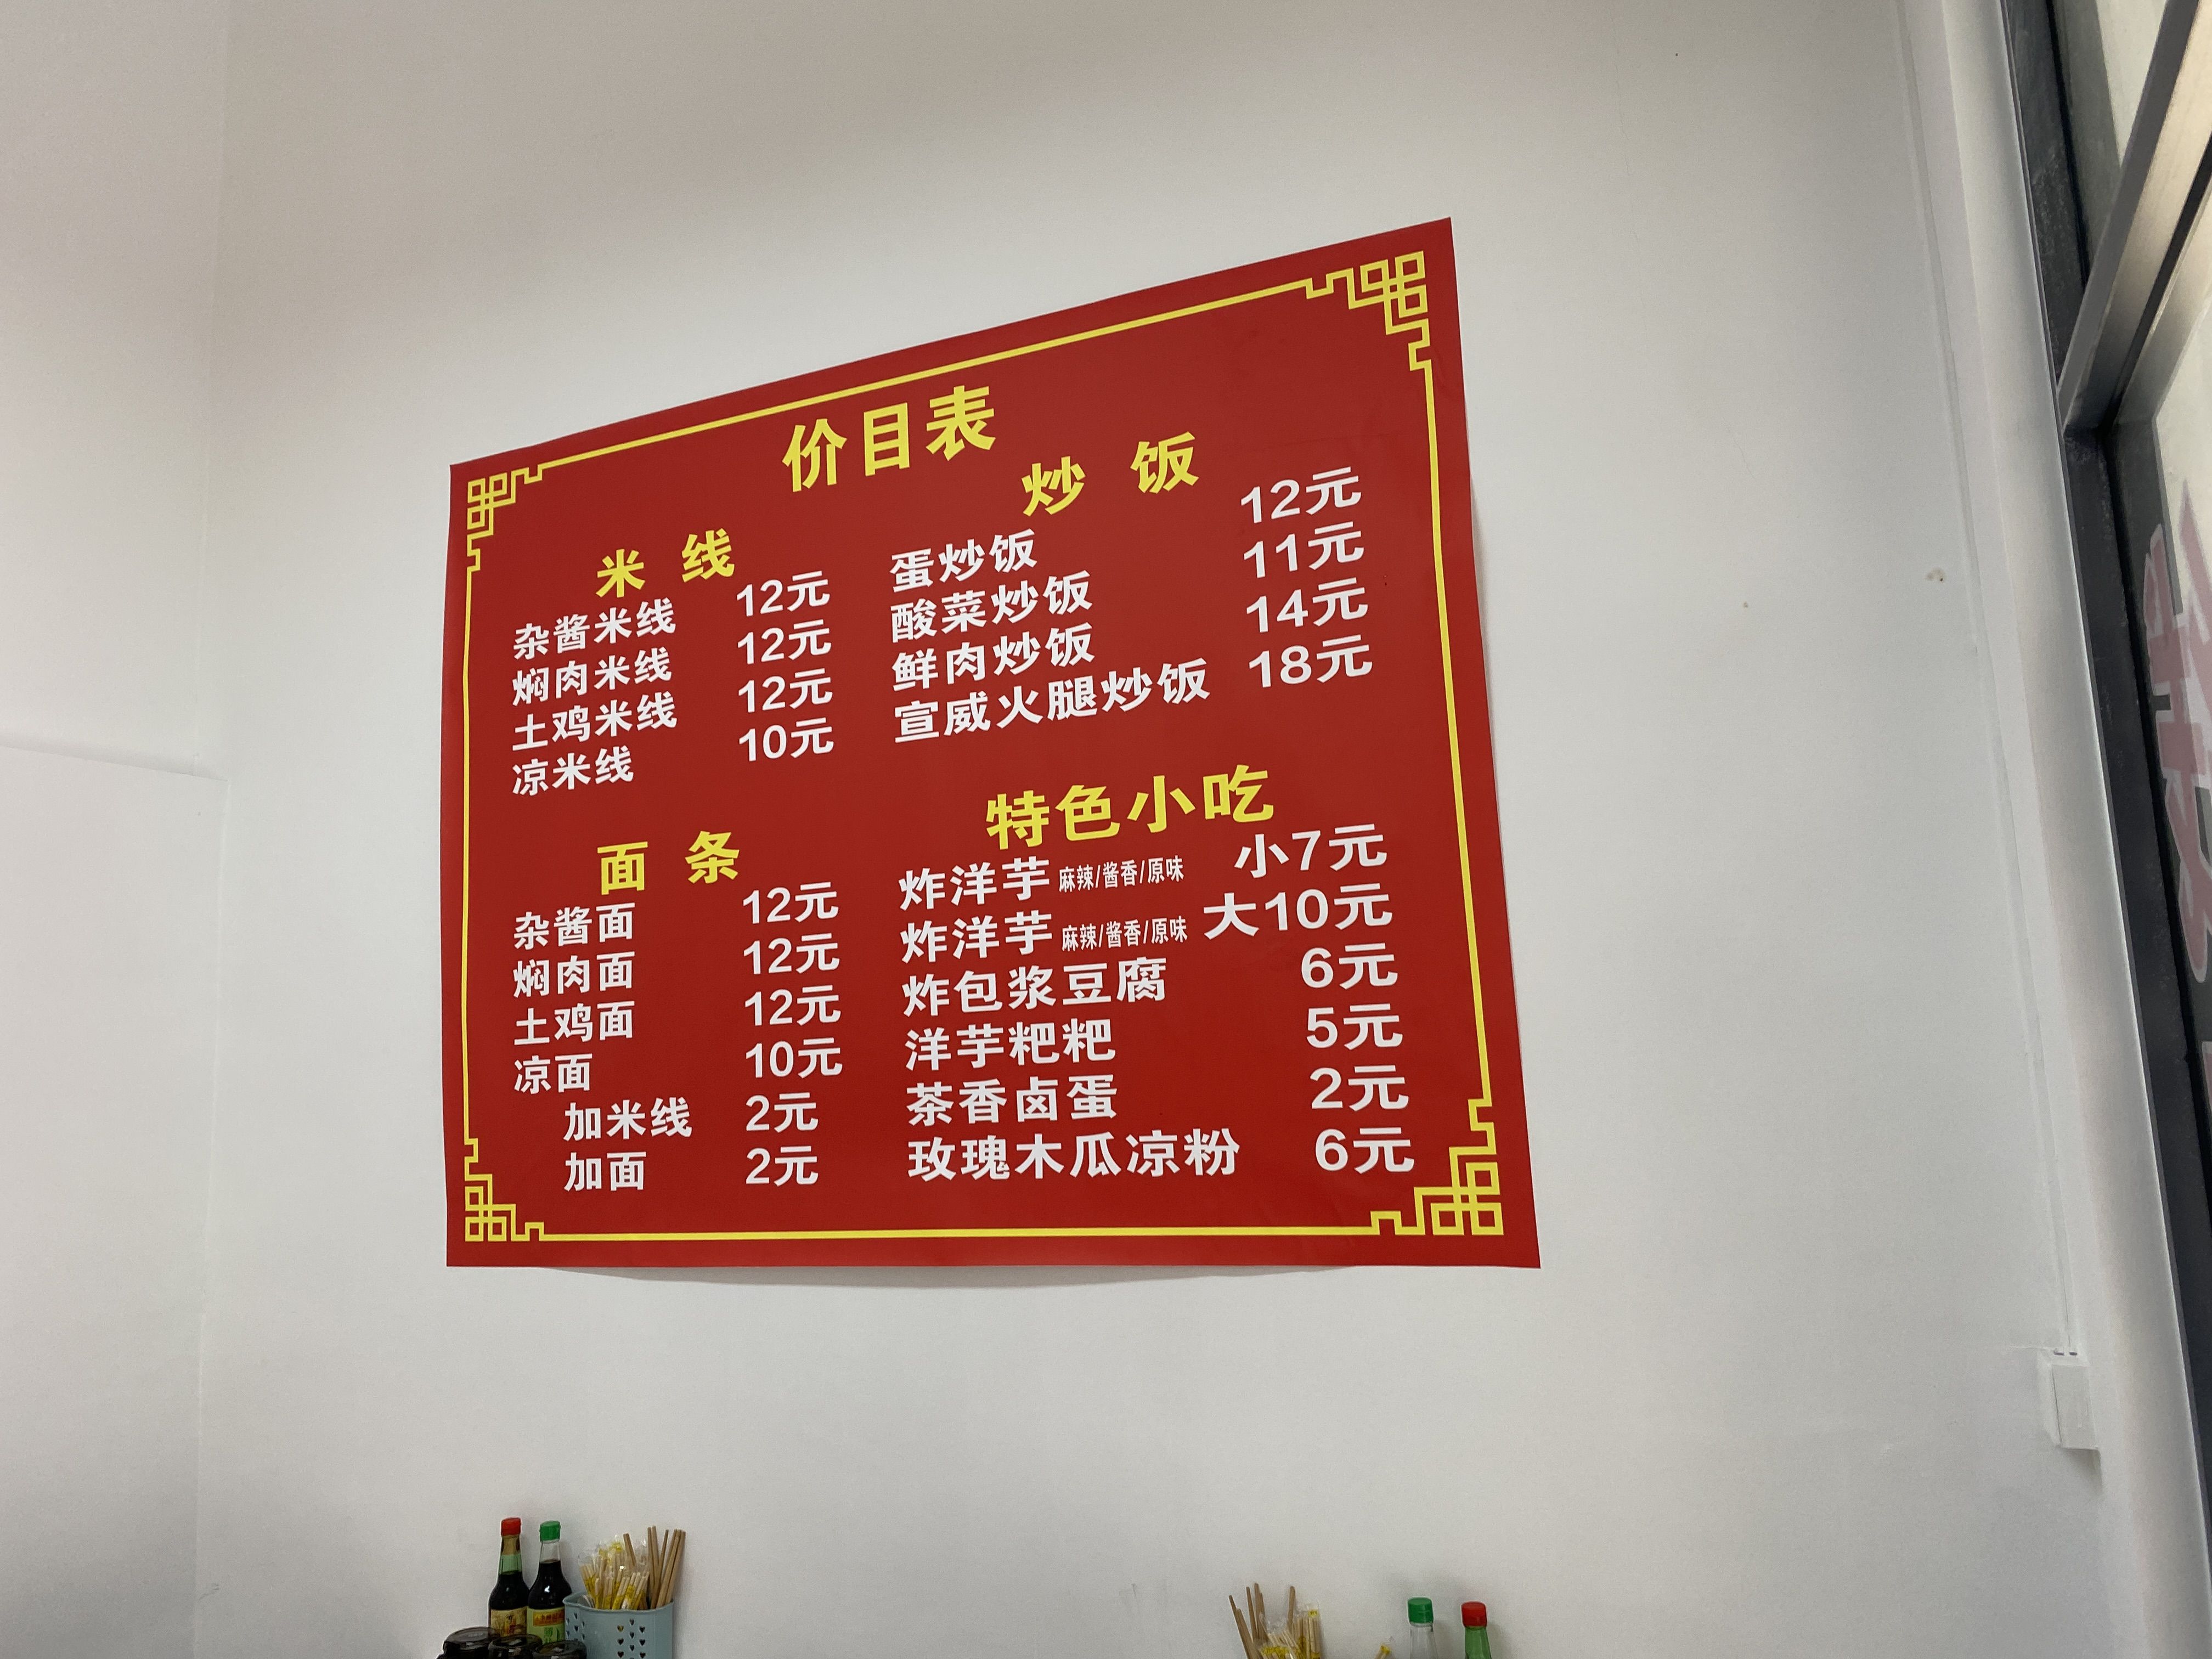 价目表
米 线
杂酱米线 12元
焖肉米线 12元
土鸡米线 12元
凉米线 10元
面 条
杂酱面 12元
焖肉面 12元
土鸡面 12元
凉面 10元
加米线 2元
加面 2元
炒 饭
蛋炒饭 12元
酸菜炒饭 11元
鲜肉炒饭 14元
宣威火腿炒饭 18元
特色小吃
炸洋芋 麻辣/酱香/原味 小7元
炸洋芋 麻辣/酱香/原味 大10元
炸包浆豆腐 6元
洋芋粑粑 5元
茶香卤蛋 2元
玫瑰木瓜凉粉 6元